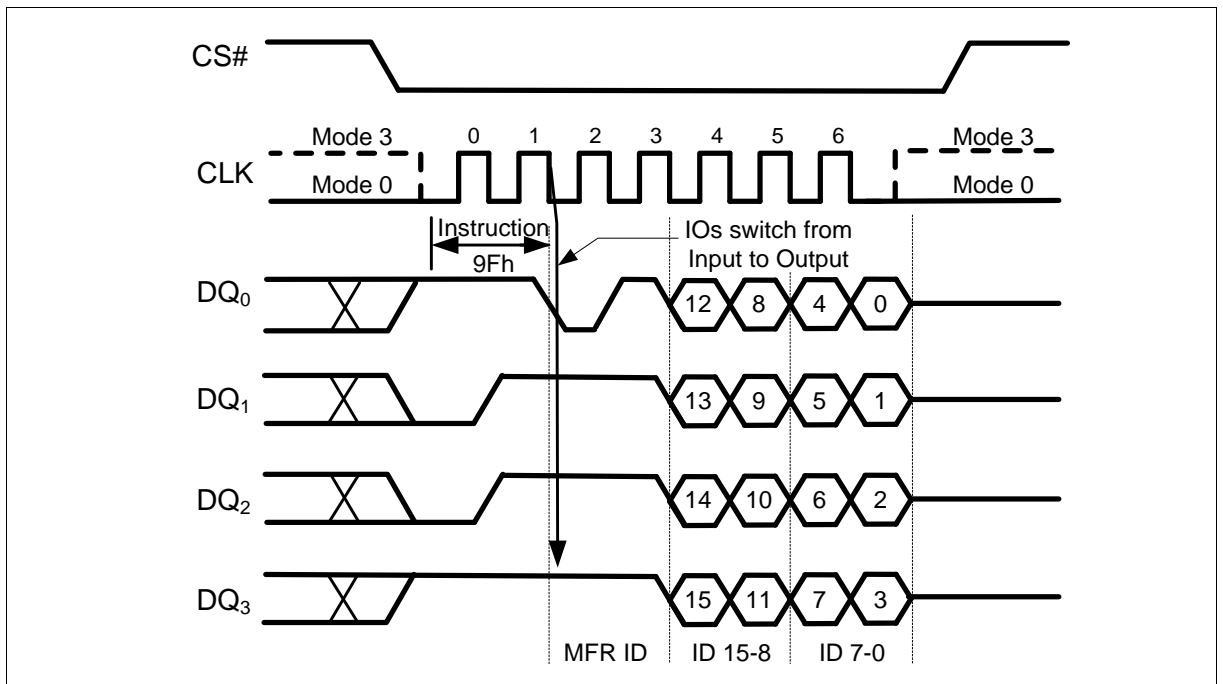 CS#
Mode 3 0 1 2 3 4 5 6 Mode 3
CLK
Mode 0 Mode 0
Instruction IOs switch from
9Fh Input to Output
DQ0 12 8 4 0
DQ1 13 9 5 1
DQ2 14 10 6 2
DQ3 15 11 7 3
MFR ID ID 15-8 ID 7-0